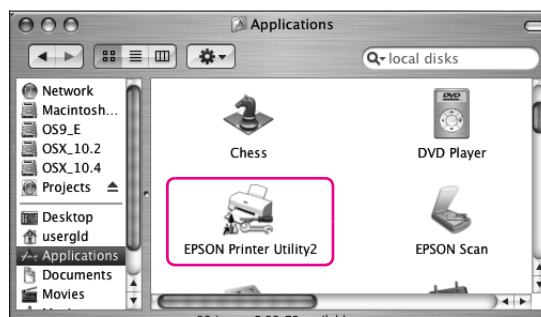 Applications
local disks
Network
Macintosh...
OS9_E
OSX_10.2
OSX_10.4
Projects
Desktop
usergld
Applications
Documents
Movies
Chess
DVD
DVD Player
EPSON Printer Utility2
EPSON Scan